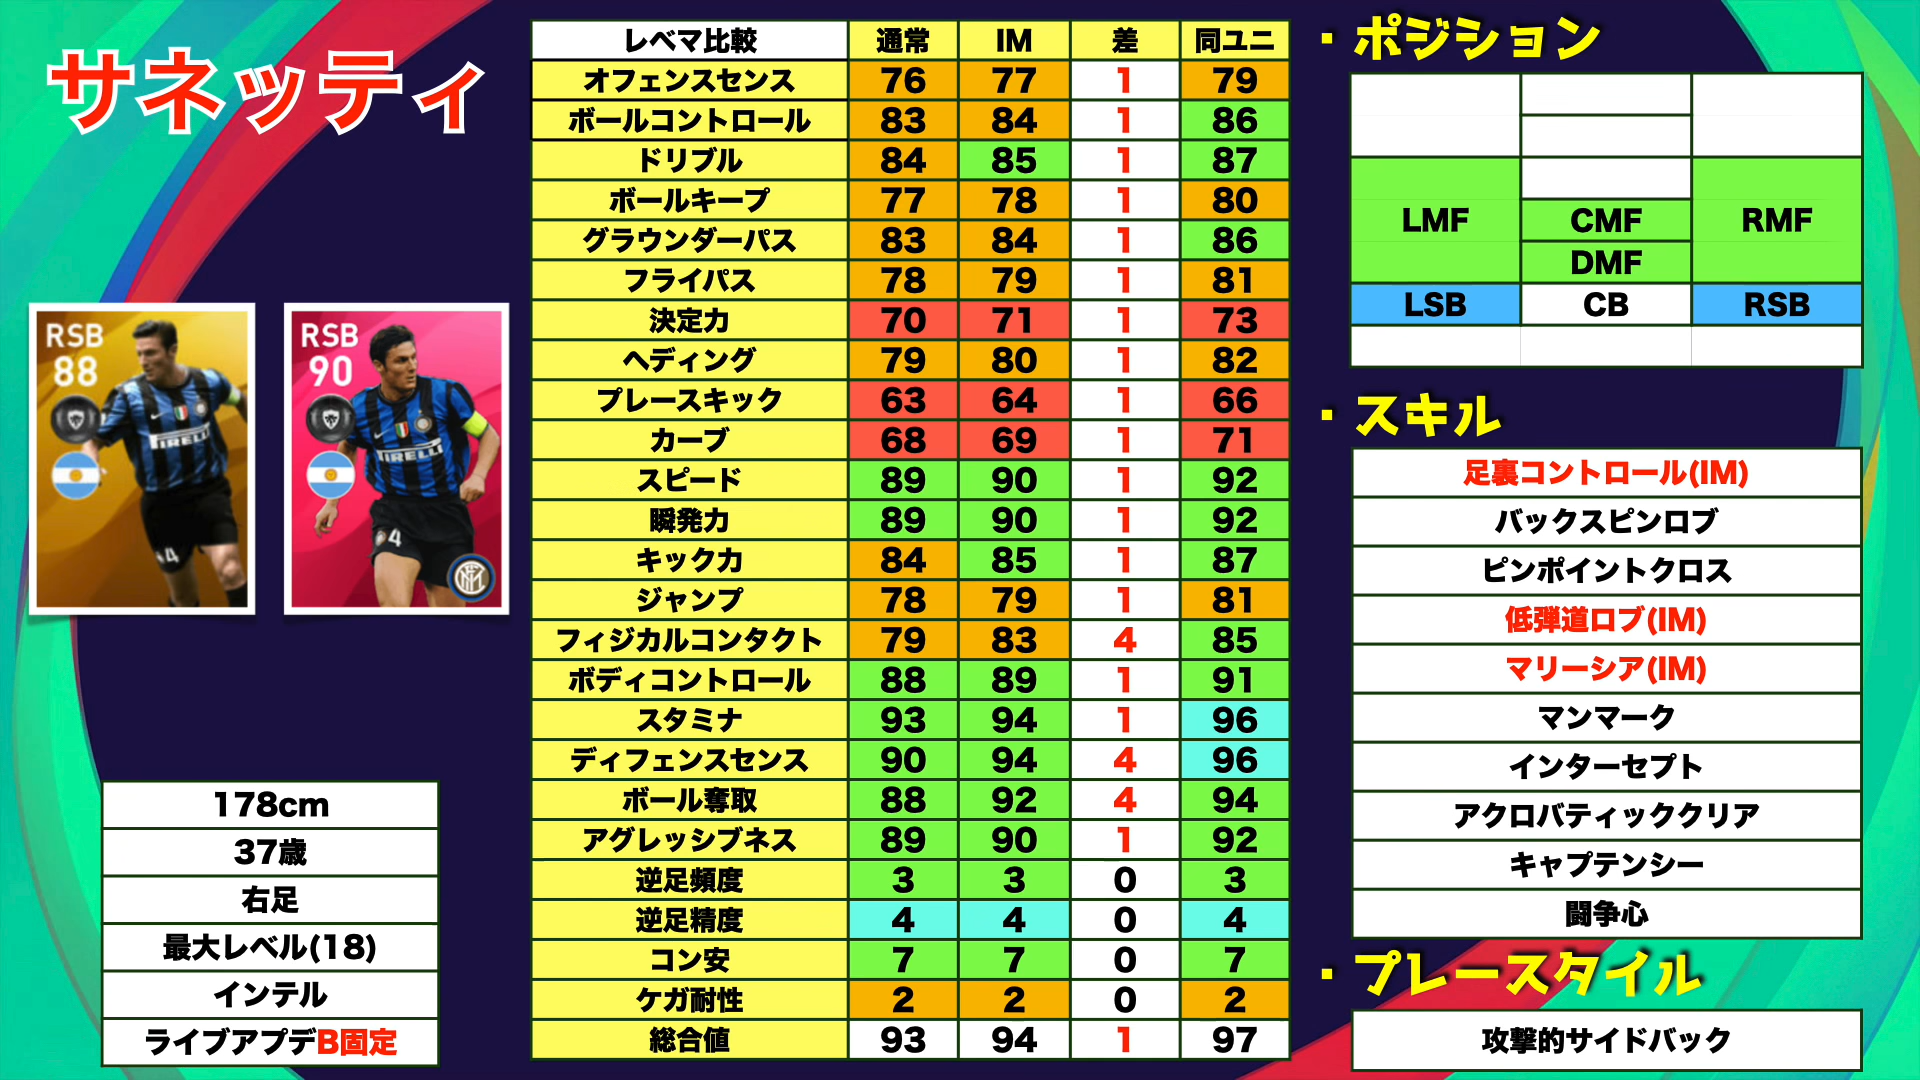 サネッティ
RSB
88
PIRELLI
4
RSB
90
PIRELLI
4
178cm
37歳
右足
最大レベル(18)
インテル
ライブアプデB固定
レベマ比較 通常 IM 差 同ユニ
オフェンスセンス 76 77 1 79
ボールコントロール 83 84 1 86
ドリブル 84 85 1 87
ボールキープ 77 78 1 80
グラウンダーパス 83 84 1 86
フライパス 78 79 1 81
決定力 70 71 1 73
ヘディング 79 80 1 82
プレースキック 63 64 1 66
カーブ 68 69 1 71
スピード 89 90 1 92
瞬発力 89 90 1 92
キック力 84 85 1 87
ジャンプ 78 79 1 81
フィジカルコンタクト 79 83 4 85
ボディコントロール 88 89 1 91
スタミナ 93 94 1 96
ディフェンスセンス 90 94 4 96
ボール奪取 88 92 4 94
アグレッシブネス 89 90 1 92
逆足頻度 3 3 0 3
逆足精度 4 4 0 4
コン安 7 7 0 7
ケガ耐性 2 2 0 2
総合値 93 94 1 97
・ポジション
LMF CMF RMF
DMF
LSB CB RSB
・スキル
足裏コントロール(IM)
バックスピンロブ
ピンポイントクロス
低弾道ロブ(IM)
マリーシア(IM)
マンマーク
インターセプト
アクロバティッククリア
キャプテンシー
闘争心
・プレースタイル
攻撃的サイドバック